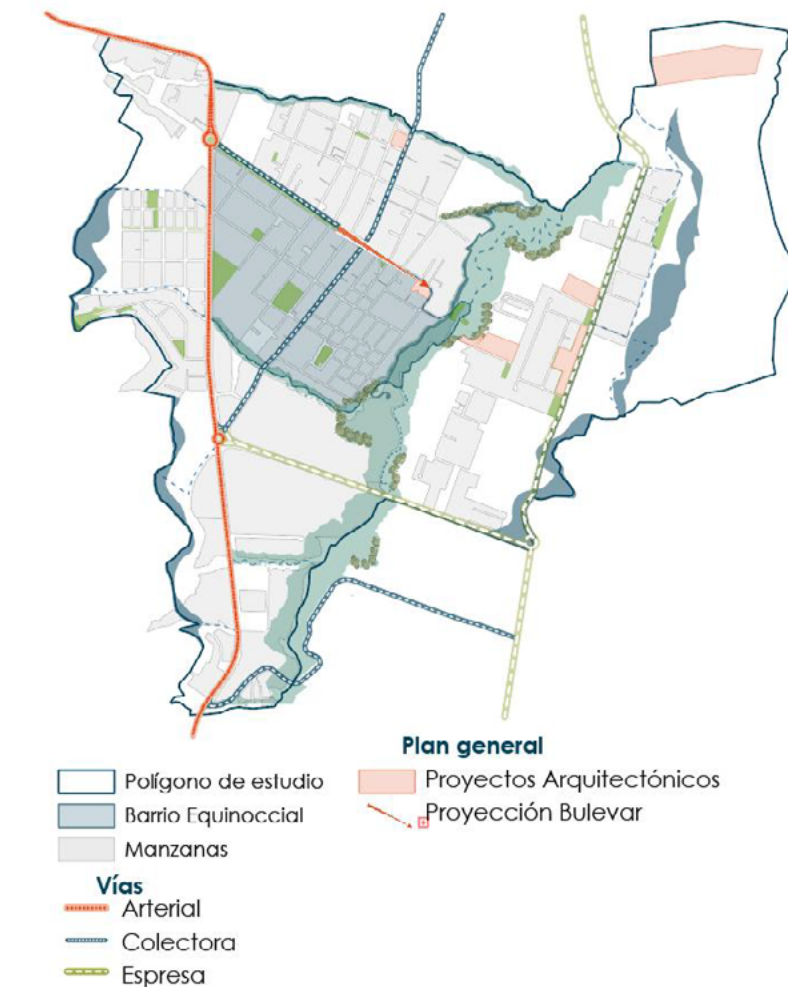 Plan general
Polígono de estudio
Proyectos Arquitectónicos
Barrio Equinoccial
Proyección Bulevar
Manzanas
Vías
Arterial
Colectora
Espresa